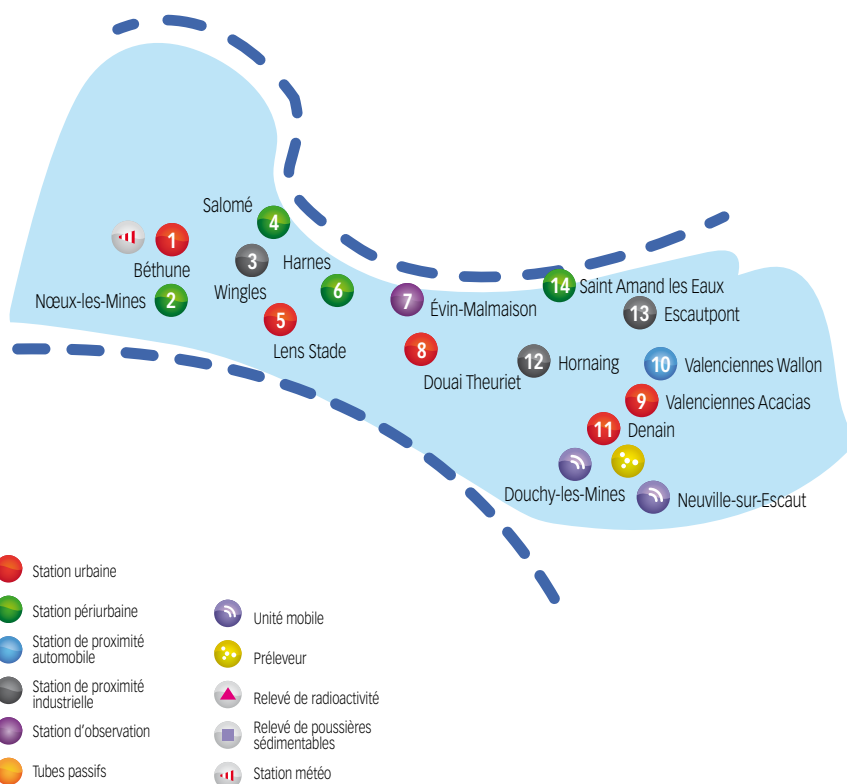 Salomé
4
1
3
Harnes
Béthune
Nœux-les-Mines
2
Wingles
6
7
Évin-Malmaison
14
Saint Amand les Eaux
13
Escautpont
5
Lens Stade
8
Douai Theuriet
12
Hornaing
10
Valenciennes Wallon
9
Valenciennes Acacias
11
Denain
Douchy-les-Mines
Neuville-sur-Escaut
Station urbaine
Station périurbaine
Station de proximité
automobile
Station de proximité
industrielle
Station d'observation
Tubes passifs
Unité mobile
Préleveur
Relevé de radioactivité
Relevé de poussières
sédimentables
Station météo